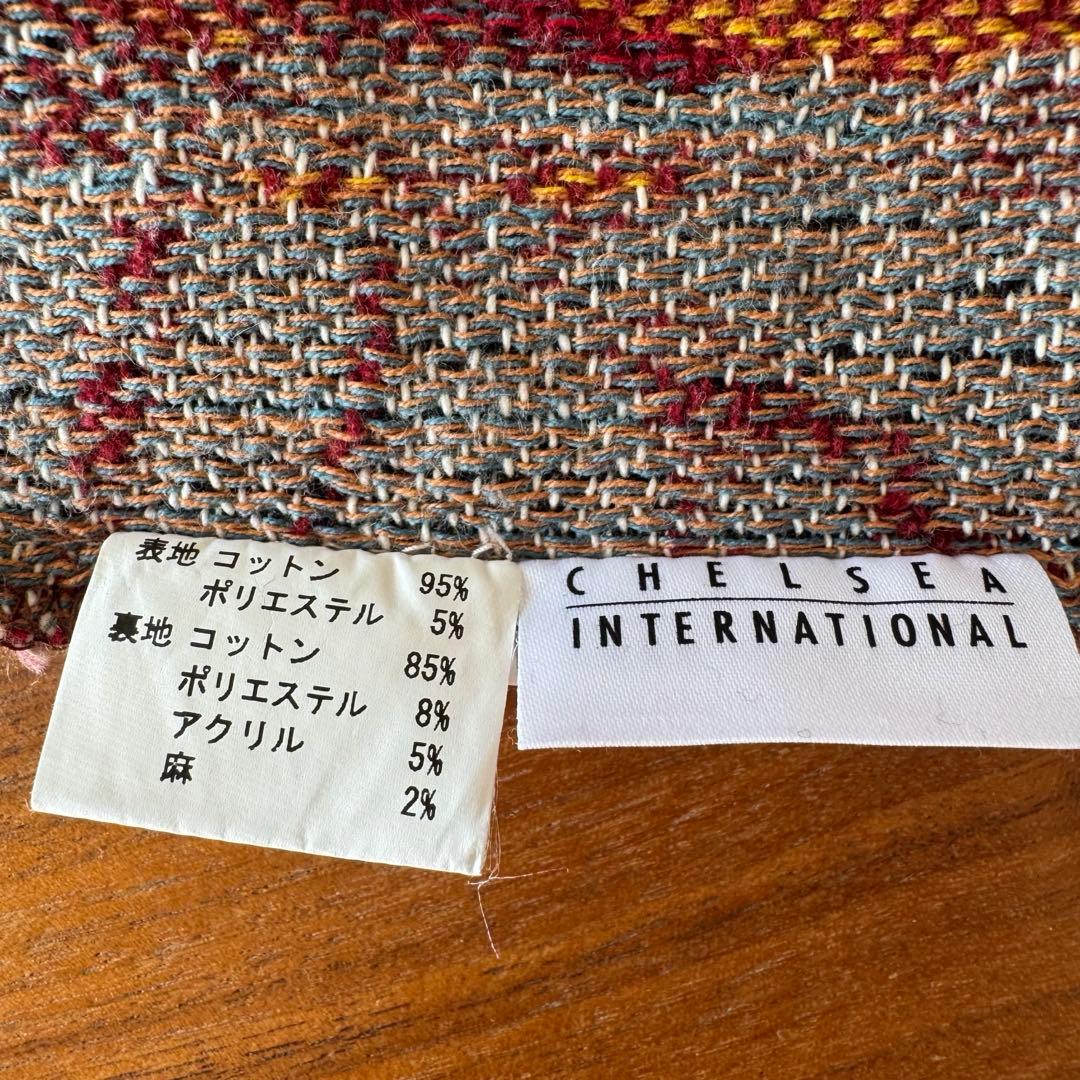 表地 コットン 95%
ポリエステル 5%
裏地 コットン 85%
ポリエステル 8%
アクリル 5%
麻 2%
CHELSEA
INTERNATIONAL